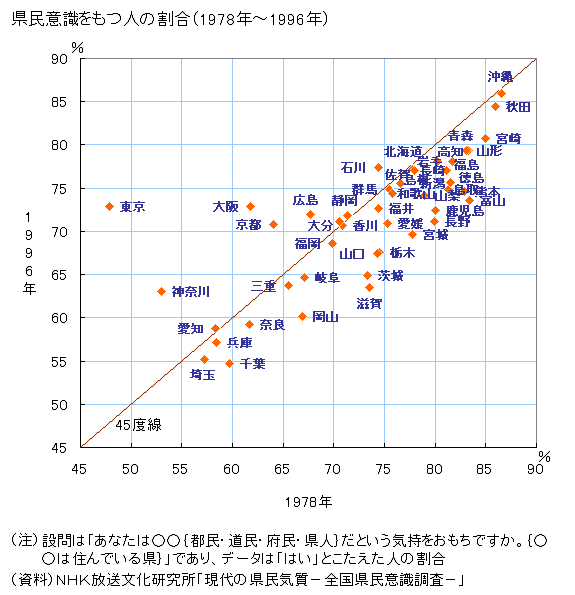 県民意識をもつ人の割合(1978年～1996年)
%
90
85
80
75
70
65
60
55
50
45
1996年
沖縄
秋田
宮崎
青森
山形
北海道
高知
岩手
福島
石川
佐賀
長崎
徳島
島根
新潟
鳥取
群馬
和歌山
山梨
富山
東京
大阪
広島
静岡
福井
鹿児島
京都
大分
香川
愛媛
長野
宮城
福岡
山口
栃木
神奈川
三重
岐阜
茨城
滋賀
岡山
愛知
奈良
兵庫
千葉
埼玉
45度線
45 50 55 60 65 70 75 80 85 90
%
1978年
(注) 設問は「あなたは〇〇{都民・道民・府民・県人}だという気持をおもちですか。{〇
〇は住んでいる県}」であり、データは「はい」とこたえた人の割合
(資料)NHK放送文化研究所「現代の県民気質－全国県民意識調査－」